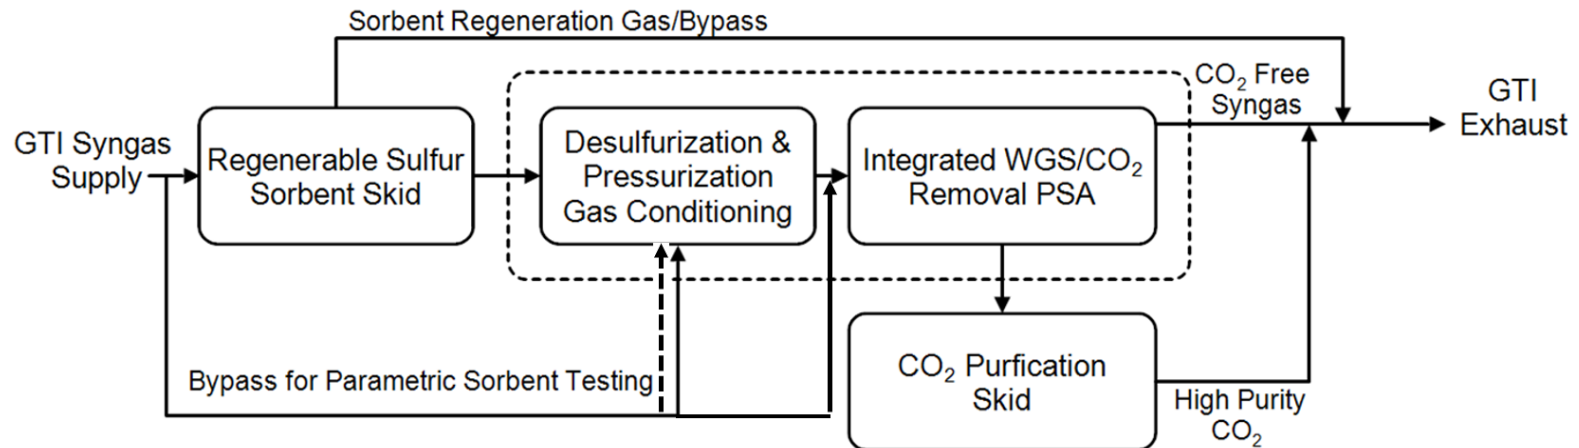 Sorbent Regeneration Gas/Bypass
GTI Syngas
Supply
Regenerable Sulfur
Sorbent Skid
Desulfurization &
Pressurization
Gas Conditioning
Integrated WGS/CO₂
Removal PSA
CO₂ Free
Syngas
GTI
Exhaust
Bypass for Parametric Sorbent Testing
CO₂ Purfication
Skid
High Purity
CO₂